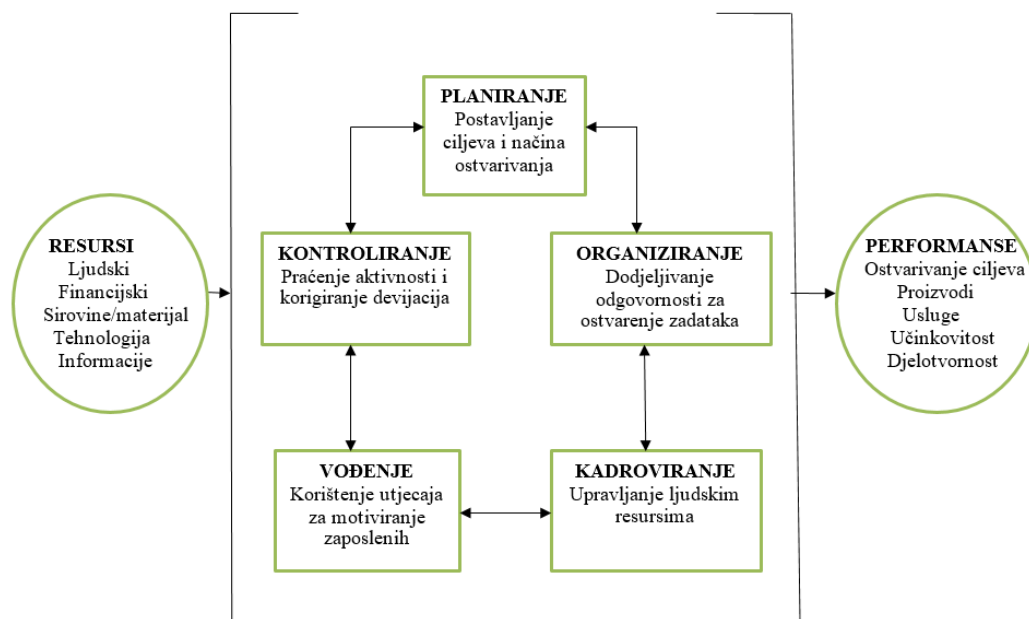 PLANIRANJE
Postavljanje
ciljeva i načina
ostvarivanja
RESURSI
Ljudski
Financijski
Sirovine/materijal
Tehnologija
Informacije
KONTROLIRANJE
Praćenje aktivnosti i
korigiranje devijacija
ORGANIZIRANJE
Dodjeljivanje
odgovornosti za
ostvarenje zadataka
PERFORMANSE
Ostvarivanje ciljeva
Proizvodi
Usluge
Učinkovitost
Djelotvornost
VOĐENJE
Korištenje utjecaja
za motiviranje
zaposlenih
KADROVIRANJE
Upravljanje ljudskim
resursima